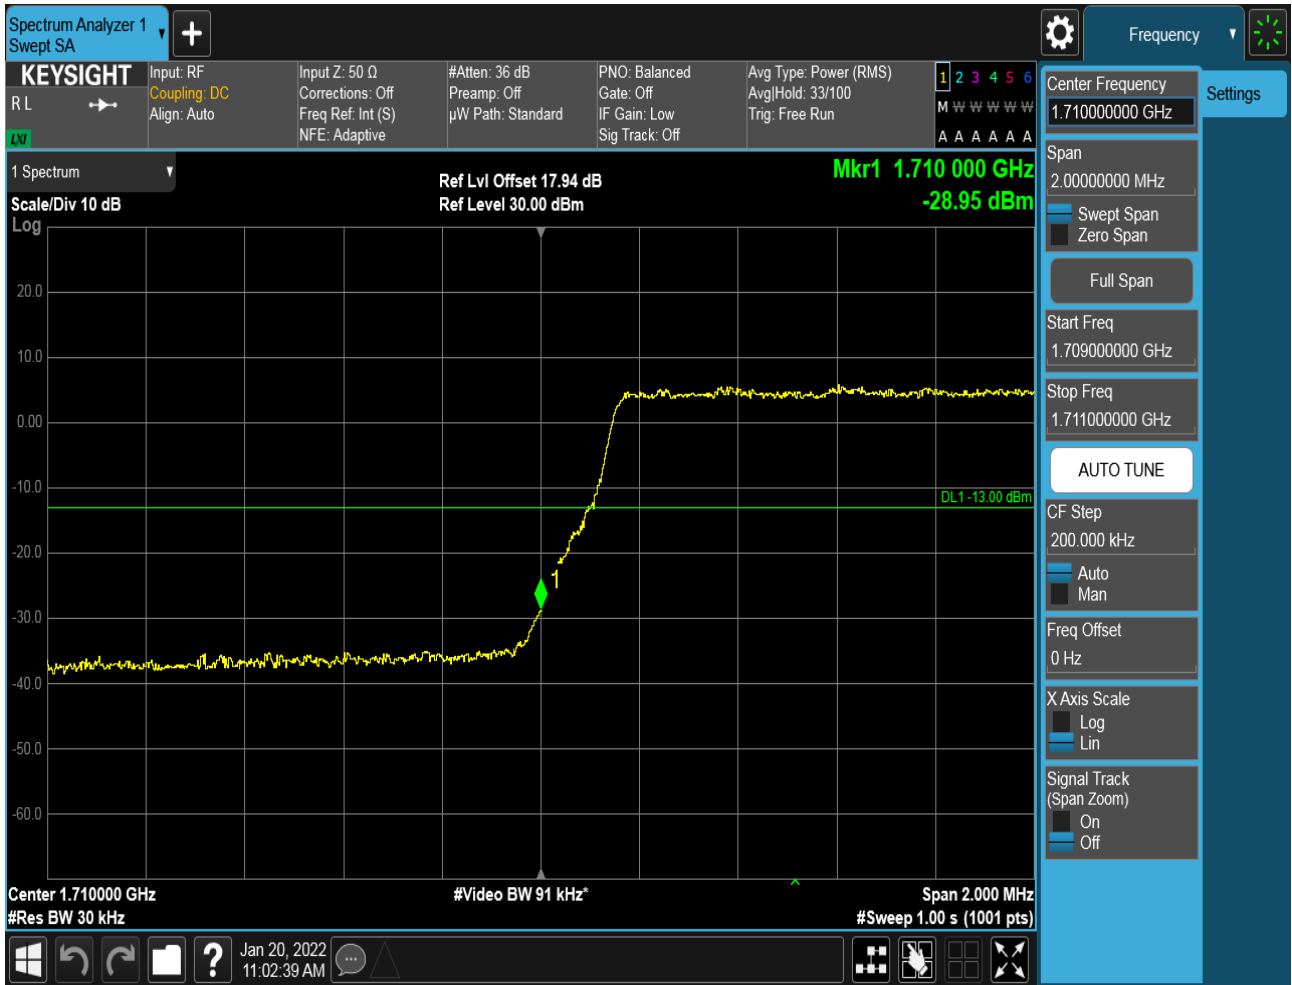 Spectrum Analyzer 1
Swept SA
Frequency
KEYSIGHT
R L
LXI
Input: RF
Coupling: DC
Align: Auto
Input Z: 50 Ω
Corrections: Off
Freq Ref: Int (S)
NFE: Adaptive
#Atten: 36 dB
Preamp: Off
µW Path: Standard
PNO: Balanced
Gate: Off
IF Gain: Low
Sig Track: Off
Avg Type: Power (RMS)
Avg|Hold: 33/100
Trig: Free Run
1 2 3 4 5 6
M W W W W W
A A A A A A
1 Spectrum
Scale/Div 10 dB
Log
Ref Lvl Offset 17.94 dB
Ref Level 30.00 dBm
Mkr1 1.710 000 GHz
-28.95 dBm
20.0
10.0
0.00
-10.0
-20.0
-30.0
-40.0
-50.0
-60.0
DL1 -13.00 dBm
1
Center 1.710000 GHz
#Res BW 30 kHz
#Video BW 91 kHz*
Span 2.000 MHz
#Sweep 1.00 s (1001 pts)
Center Frequency
1.710000000 GHz
Settings
Span
2.00000000 MHz
Swept Span
Zero Span
Full Span
Start Freq
1.709000000 GHz
Stop Freq
1.711000000 GHz
AUTO TUNE
CF Step
200.000 kHz
Auto
Man
Freq Offset
0 Hz
X Axis Scale
Log
Lin
Signal Track
(Span Zoom)
On
Off
?
Jan 20, 2022
11:02:39 AM